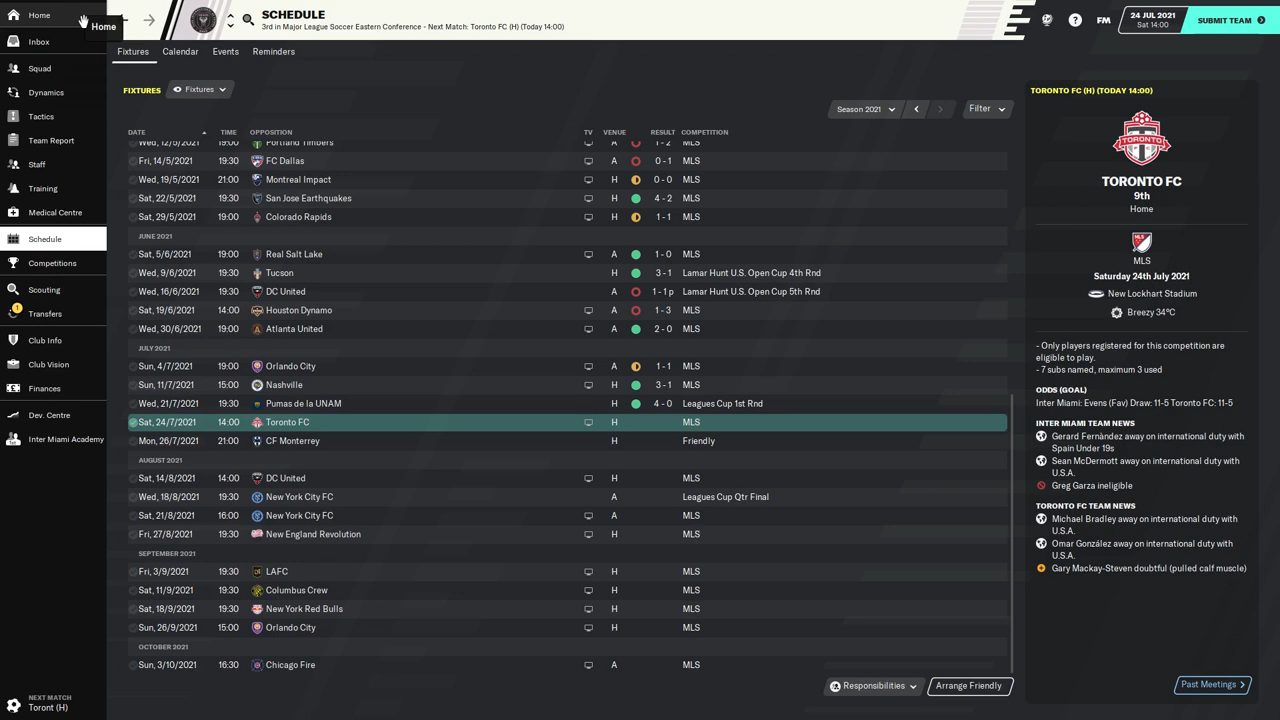 Home
Home
Inbox
Squad
Dynamics
Tactics
Team Report
Staff
Training
Medical Centre
Schedule
Competitions
Scouting
1
Transfers
Club Info
Club Vision
Finances
Dev. Centre
Inter Miami Academy
NEXT MATCH
Toront (H)
SCHEDULE
3rd in Major League Soccer Eastern Conference - Next Match: Toronto FC (H) (Today 14:00)
? FM
24 JUL 2021
Sat 14:00
SUBMIT TEAM
Fixtures Calendar Events Reminders
FIXTURES Fixtures
Season 2021 Filter
DATE TIME OPPOSITION TV VENUE RESULT COMPETITION
Wed, 12/5/2021 19:00 Portland Timbers A 1 - 2 MLS
Fri, 14/5/2021 19:30 FC Dallas A 0 - 1 MLS
Wed, 19/5/2021 21:00 Montreal Impact H 0 - 0 MLS
Sat, 22/5/2021 19:30 San Jose Earthquakes H 4 - 2 MLS
Sat, 29/5/2021 19:00 Colorado Rapids H 1 - 1 MLS
JUNE 2021
Sat, 5/6/2021 19:00 Real Salt Lake A 1 - 0 MLS
Wed, 9/6/2021 19:30 Tucson H 3 - 1 Lamar Hunt U.S. Open Cup 4th Rnd
Wed, 16/6/2021 19:30 DC United A 1 - 1 p Lamar Hunt U.S. Open Cup 5th Rnd
Sat, 19/6/2021 14:00 Houston Dynamo A 1 - 3 MLS
Wed, 30/6/2021 19:00 Atlanta United A 2 - 0 MLS
JULY 2021
Sun, 4/7/2021 19:00 Orlando City A 1 - 1 MLS
Sun, 11/7/2021 15:00 Nashville H 3 - 1 MLS
Wed, 21/7/2021 19:30 Pumas de la UNAM H 4 - 0 Leagues Cup 1st Rnd
Sat, 24/7/2021 14:00 Toronto FC H MLS
Mon, 26/7/2021 21:00 CF Monterrey H Friendly
AUGUST 2021
Sat, 14/8/2021 14:00 DC United H MLS
Wed, 18/8/2021 19:30 New York City FC A Leagues Cup Qtr Final
Sat, 21/8/2021 16:00 New York City FC A MLS
Fri, 27/8/2021 19:30 New England Revolution H MLS
SEPTEMBER 2021
Fri, 3/9/2021 19:30 LAFC H MLS
Sat, 11/9/2021 19:30 Columbus Crew H MLS
Sat, 18/9/2021 19:30 New York Red Bulls H MLS
Sun, 26/9/2021 15:00 Orlando City H MLS
OCTOBER 2021
Sun, 3/10/2021 16:30 Chicago Fire A MLS
Responsibilities Arrange Friendly
TORONTO FC (H) (TODAY 14:00)
TORONTO
TORONTO FC
9th
Home
MLS
MLS
Saturday 24th July 2021
New Lockhart Stadium
Breezy 34°C
- Only players registered for this competition are
eligible to play.
- 7 subs named, maximum 3 used
ODDS (GOAL)
Inter Miami: Evens (Fav) Draw: 11-5 Toronto FC: 11-5
INTER MIAMI TEAM NEWS
Gerard Fernàndez away on international duty with
Spain Under 19s
Sean McDermott away on international duty with
U.S.A.
Greg Garza ineligible
TORONTO FC TEAM NEWS
Michael Bradley away on international duty with
U.S.A.
Omar González away on international duty with
U.S.A.
Gary Mackay-Steven doubtful (pulled calf muscle)
Past Meetings